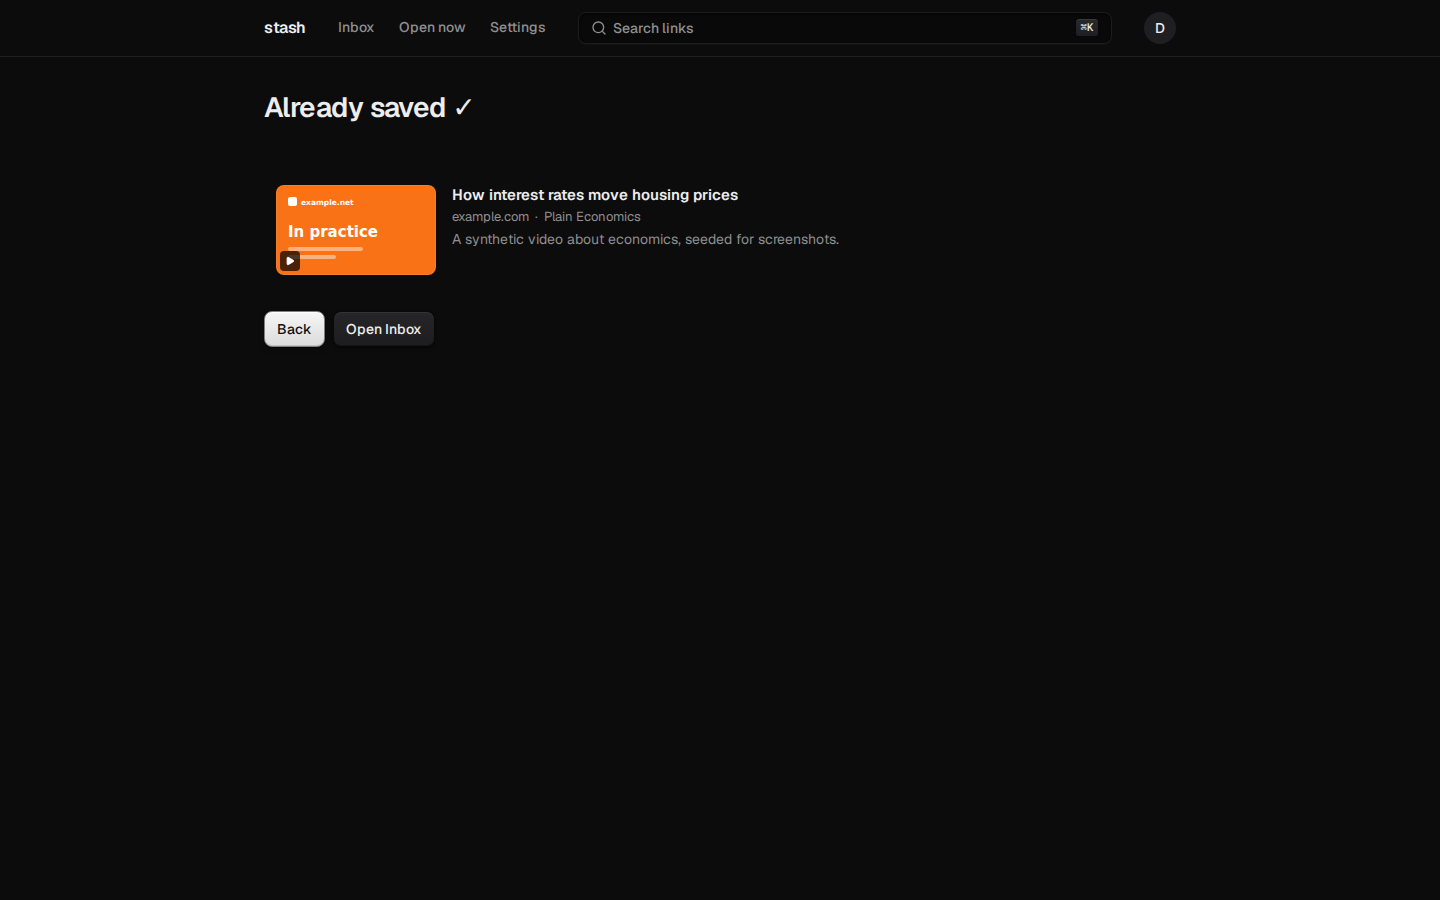 stash Inbox Open now Settings Search links ⌘K D
Already saved ✓
example.net
In practice
How interest rates move housing prices
example.com · Plain Economics
A synthetic video about economics, seeded for screenshots.
Back Open Inbox